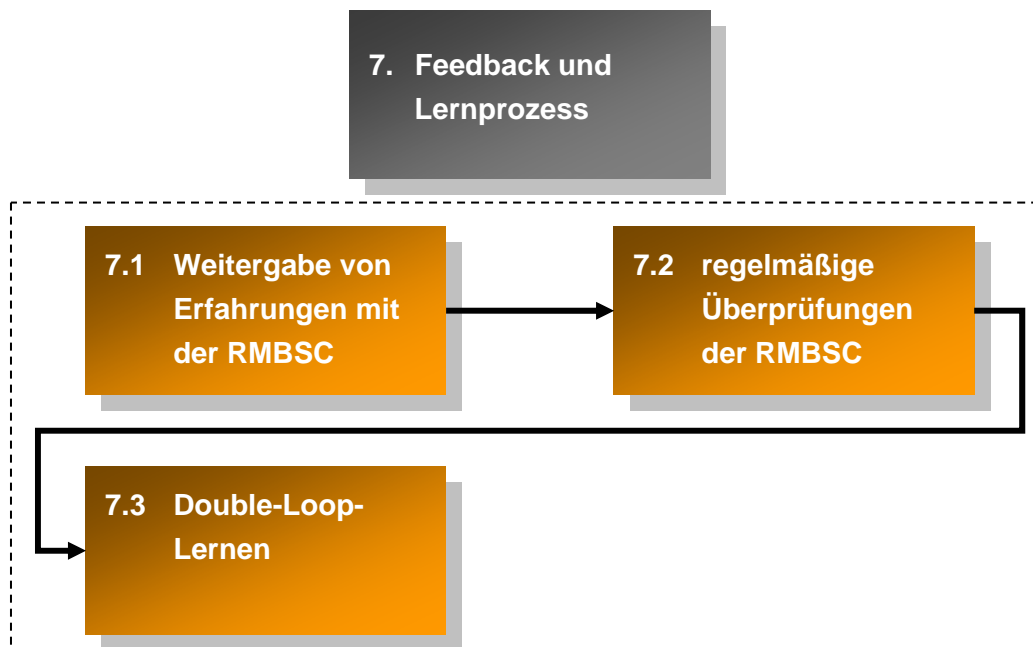 7. Feedback und
Lernprozess
7.1 Weitergabe von
Erfahrungen mit
der RMBSC
7.2 regelmäßige
Überprüfungen
der RMBSC
7.3 Double-Loop-
Lernen